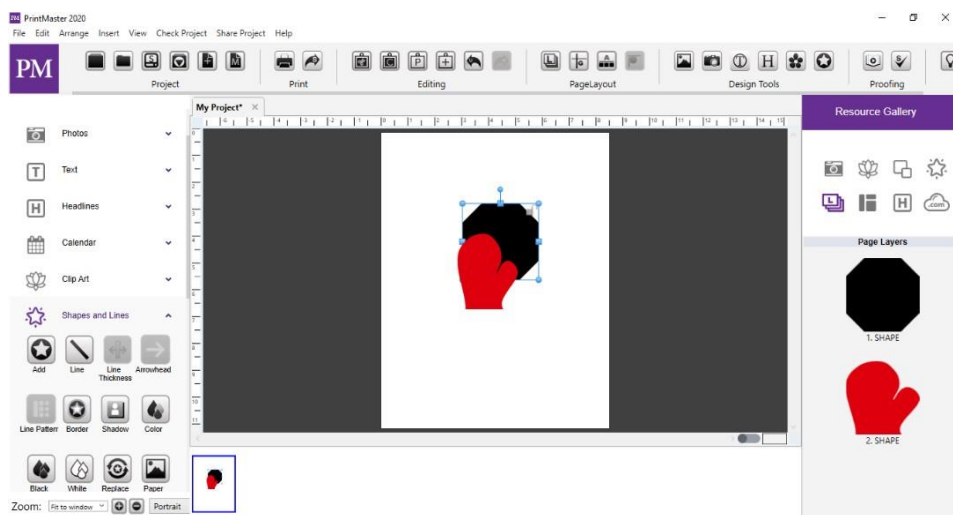 PrintMaster 2020
File Edit Arrange Insert View Check Project Share Project Help
PM
Project Print Editing PageLayout Design Tools Proofing
My Project*
Resource Gallery
Photos
Text
Headlines
Calendar
Clip Art
Shapes and Lines
Add Line Line Thickness Arrowhead
Line Patterr Border Shadow Color
Black White Replace Paper
Zoom: Fit to window Portrait
.com
Page Layers
1. SHAPE
2. SHAPE